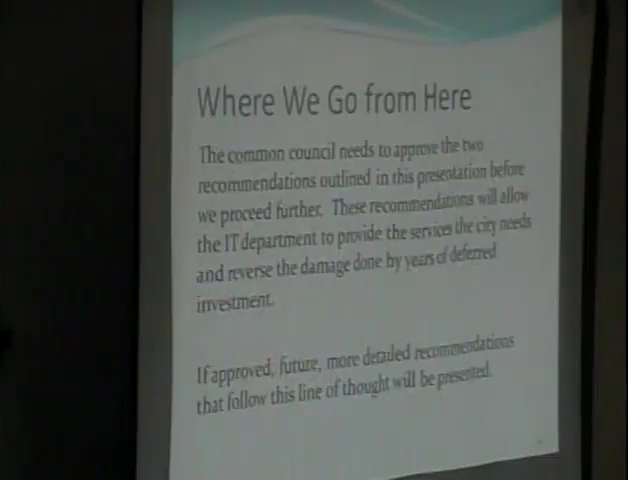 Where We Go from Here
The common council needs to approve the two
recommendations outlined in this presentation before
we proceed further. These recommendations will allow
the IT department to provide the services the city needs
and reverse the damage done by years of deferred
investment.
If approved, future, more detailed recommendations
that follow this line of thought will be presented.